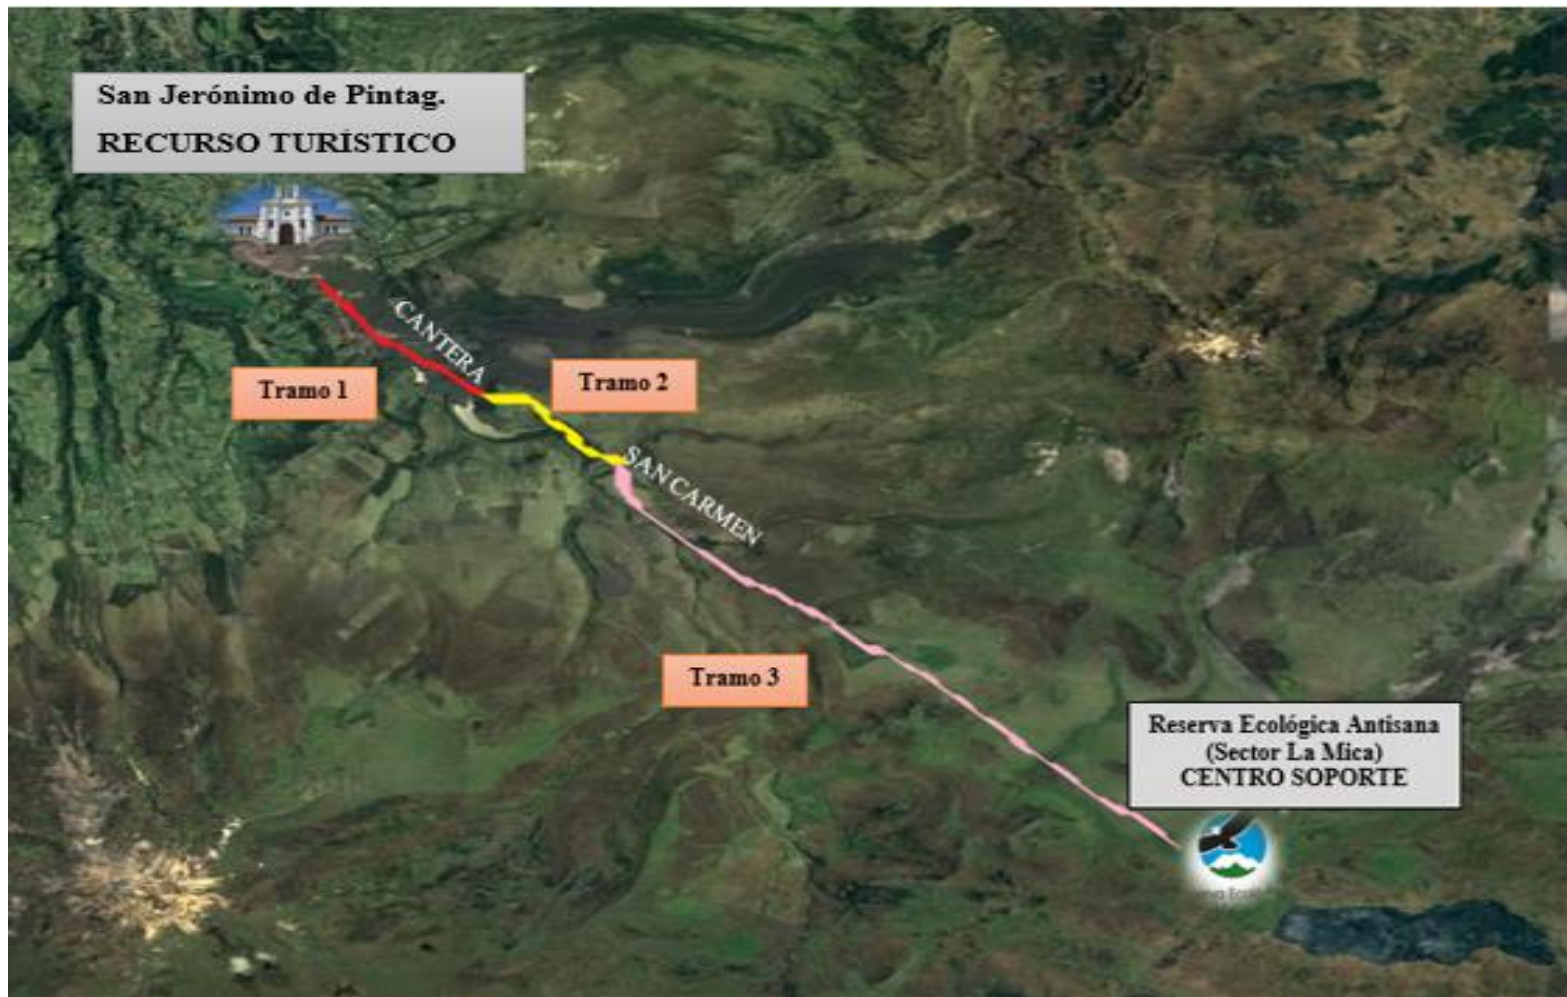 San Jerónimo de Pintag.
RECURSO TURÍSTICO
CANTERA
Tramo 1
Tramo 2
SAN CARMEN
Tramo 3
Reserva Ecológica Antisana
(Sector La Mica)
CENTRO SOPORTE